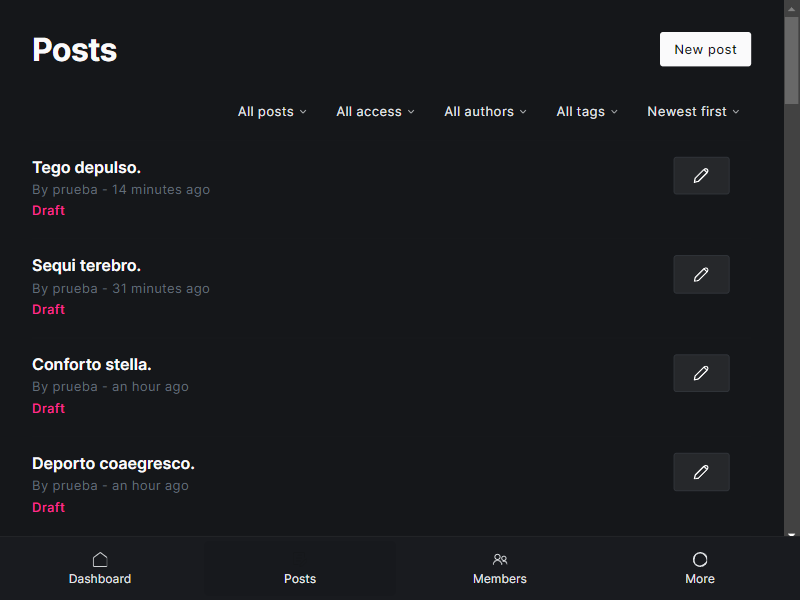 Posts
New post
All posts
All access
All authors
All tags
Newest first
Tego depulso.
By prueba - 14 minutes ago
Draft
Sequi terebro.
By prueba - 31 minutes ago
Draft
Conforto stella.
By prueba - an hour ago
Draft
Deporto coaegresco.
By prueba - an hour ago
Draft
Dashboard
Posts
Members
More